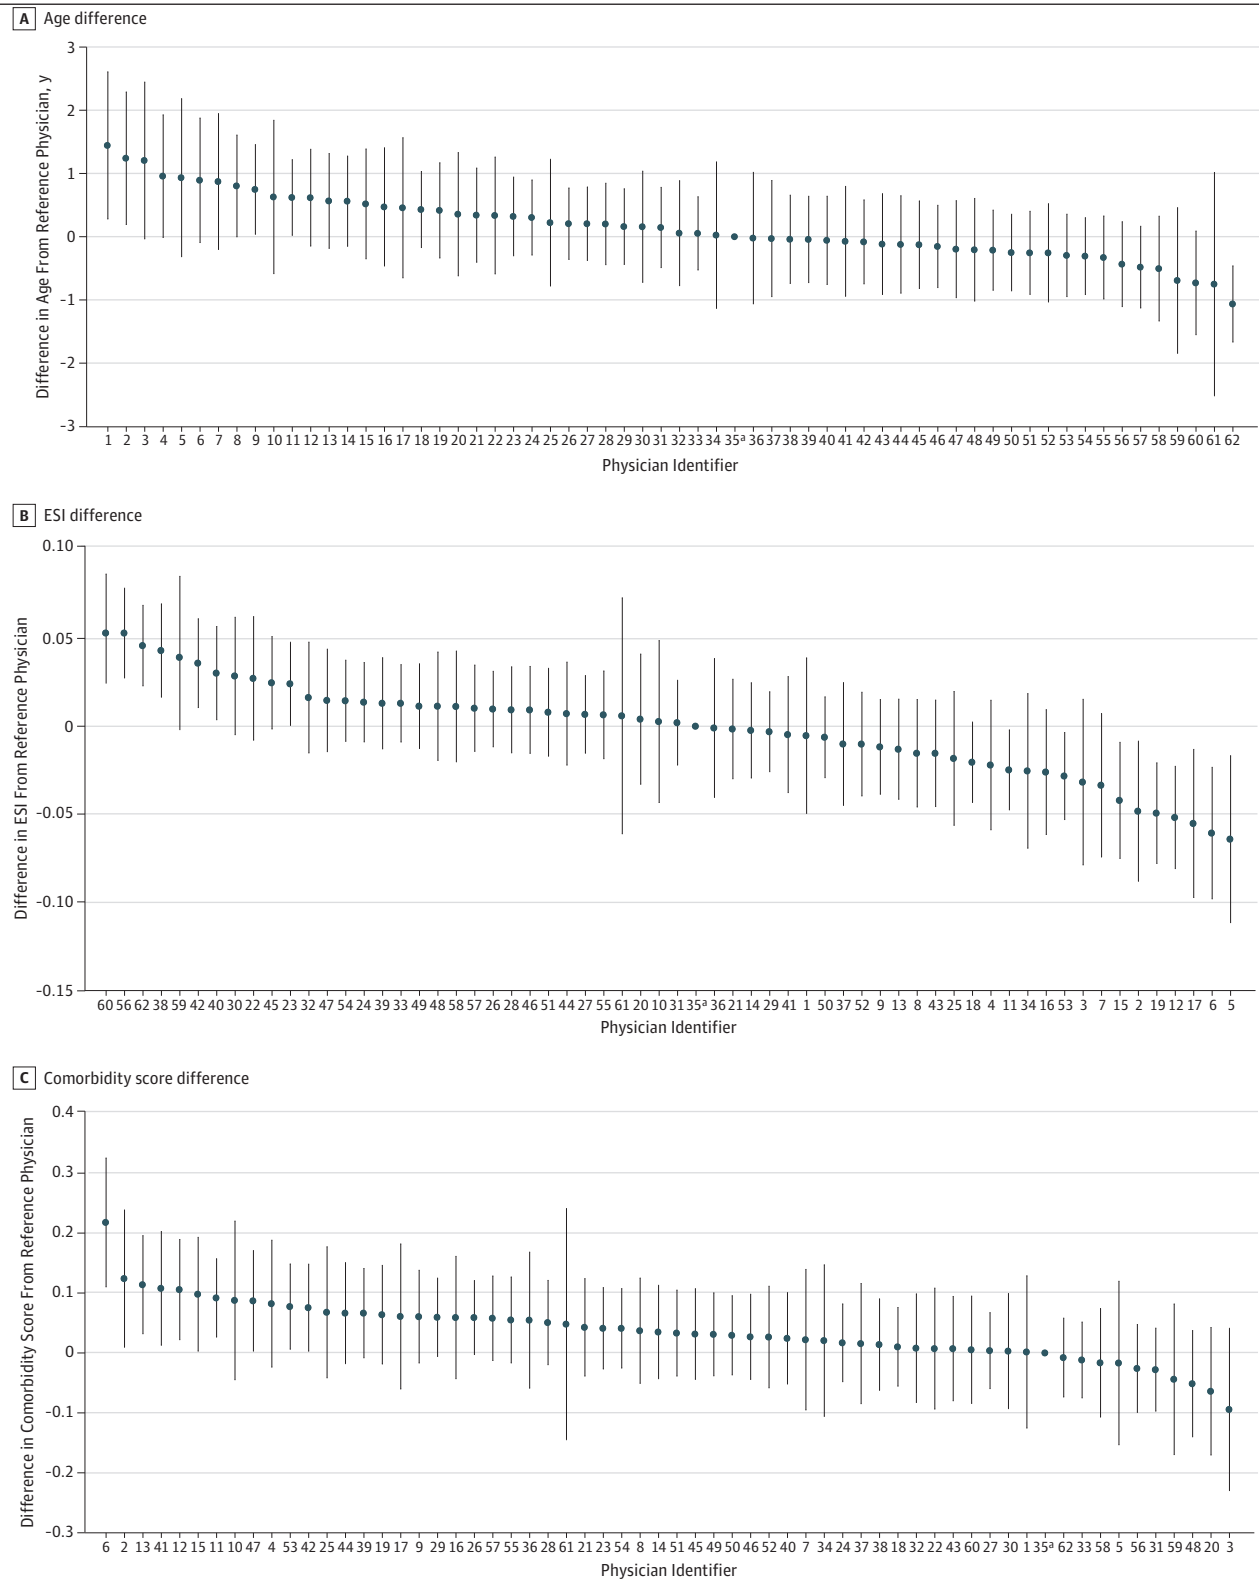 A Age difference
3
2
1
0
-1
-2
-3
Difference in Age From Reference Physician, y
1 2 3 4 5 6 7 8 9 10 11 12 13 14 15 16 17 18 19 20 21 22 23 24 25 26 27 28 29 30 31 32 33 34 35a 36 37 38 39 40 41 42 43 44 45 46 47 48 49 50 51 52 53 54 55 56 57 58 59 60 61 62
Physician Identifier
B ESI difference
0.10
0.05
0
-0.05
-0.10
-0.15
Difference in ESI From Reference Physician
60 56 62 38 59 42 40 30 22 45 23 32 47 54 24 39 33 49 48 58 57 26 28 46 51 44 27 55 61 20 10 31 35a 36 21 14 29 41 1 50 37 52 9 13 8 43 25 18 4 11 34 16 53 3 7 15 2 19 12 17 6 5
Physician Identifier
C Comorbidity score difference
0.4
0.3
0.2
0.1
0
-0.1
-0.2
-0.3
Difference in Comorbidity Score From Reference Physician
6 2 13 41 12 15 11 10 47 4 53 42 25 44 39 19 17 9 29 16 26 57 55 36 28 61 21 23 54 8 14 51 45 49 50 46 52 40 7 34 24 37 38 18 32 22 43 60 27 30 1 35a 62 33 58 5 56 31 59 48 20 3
Physician Identifier